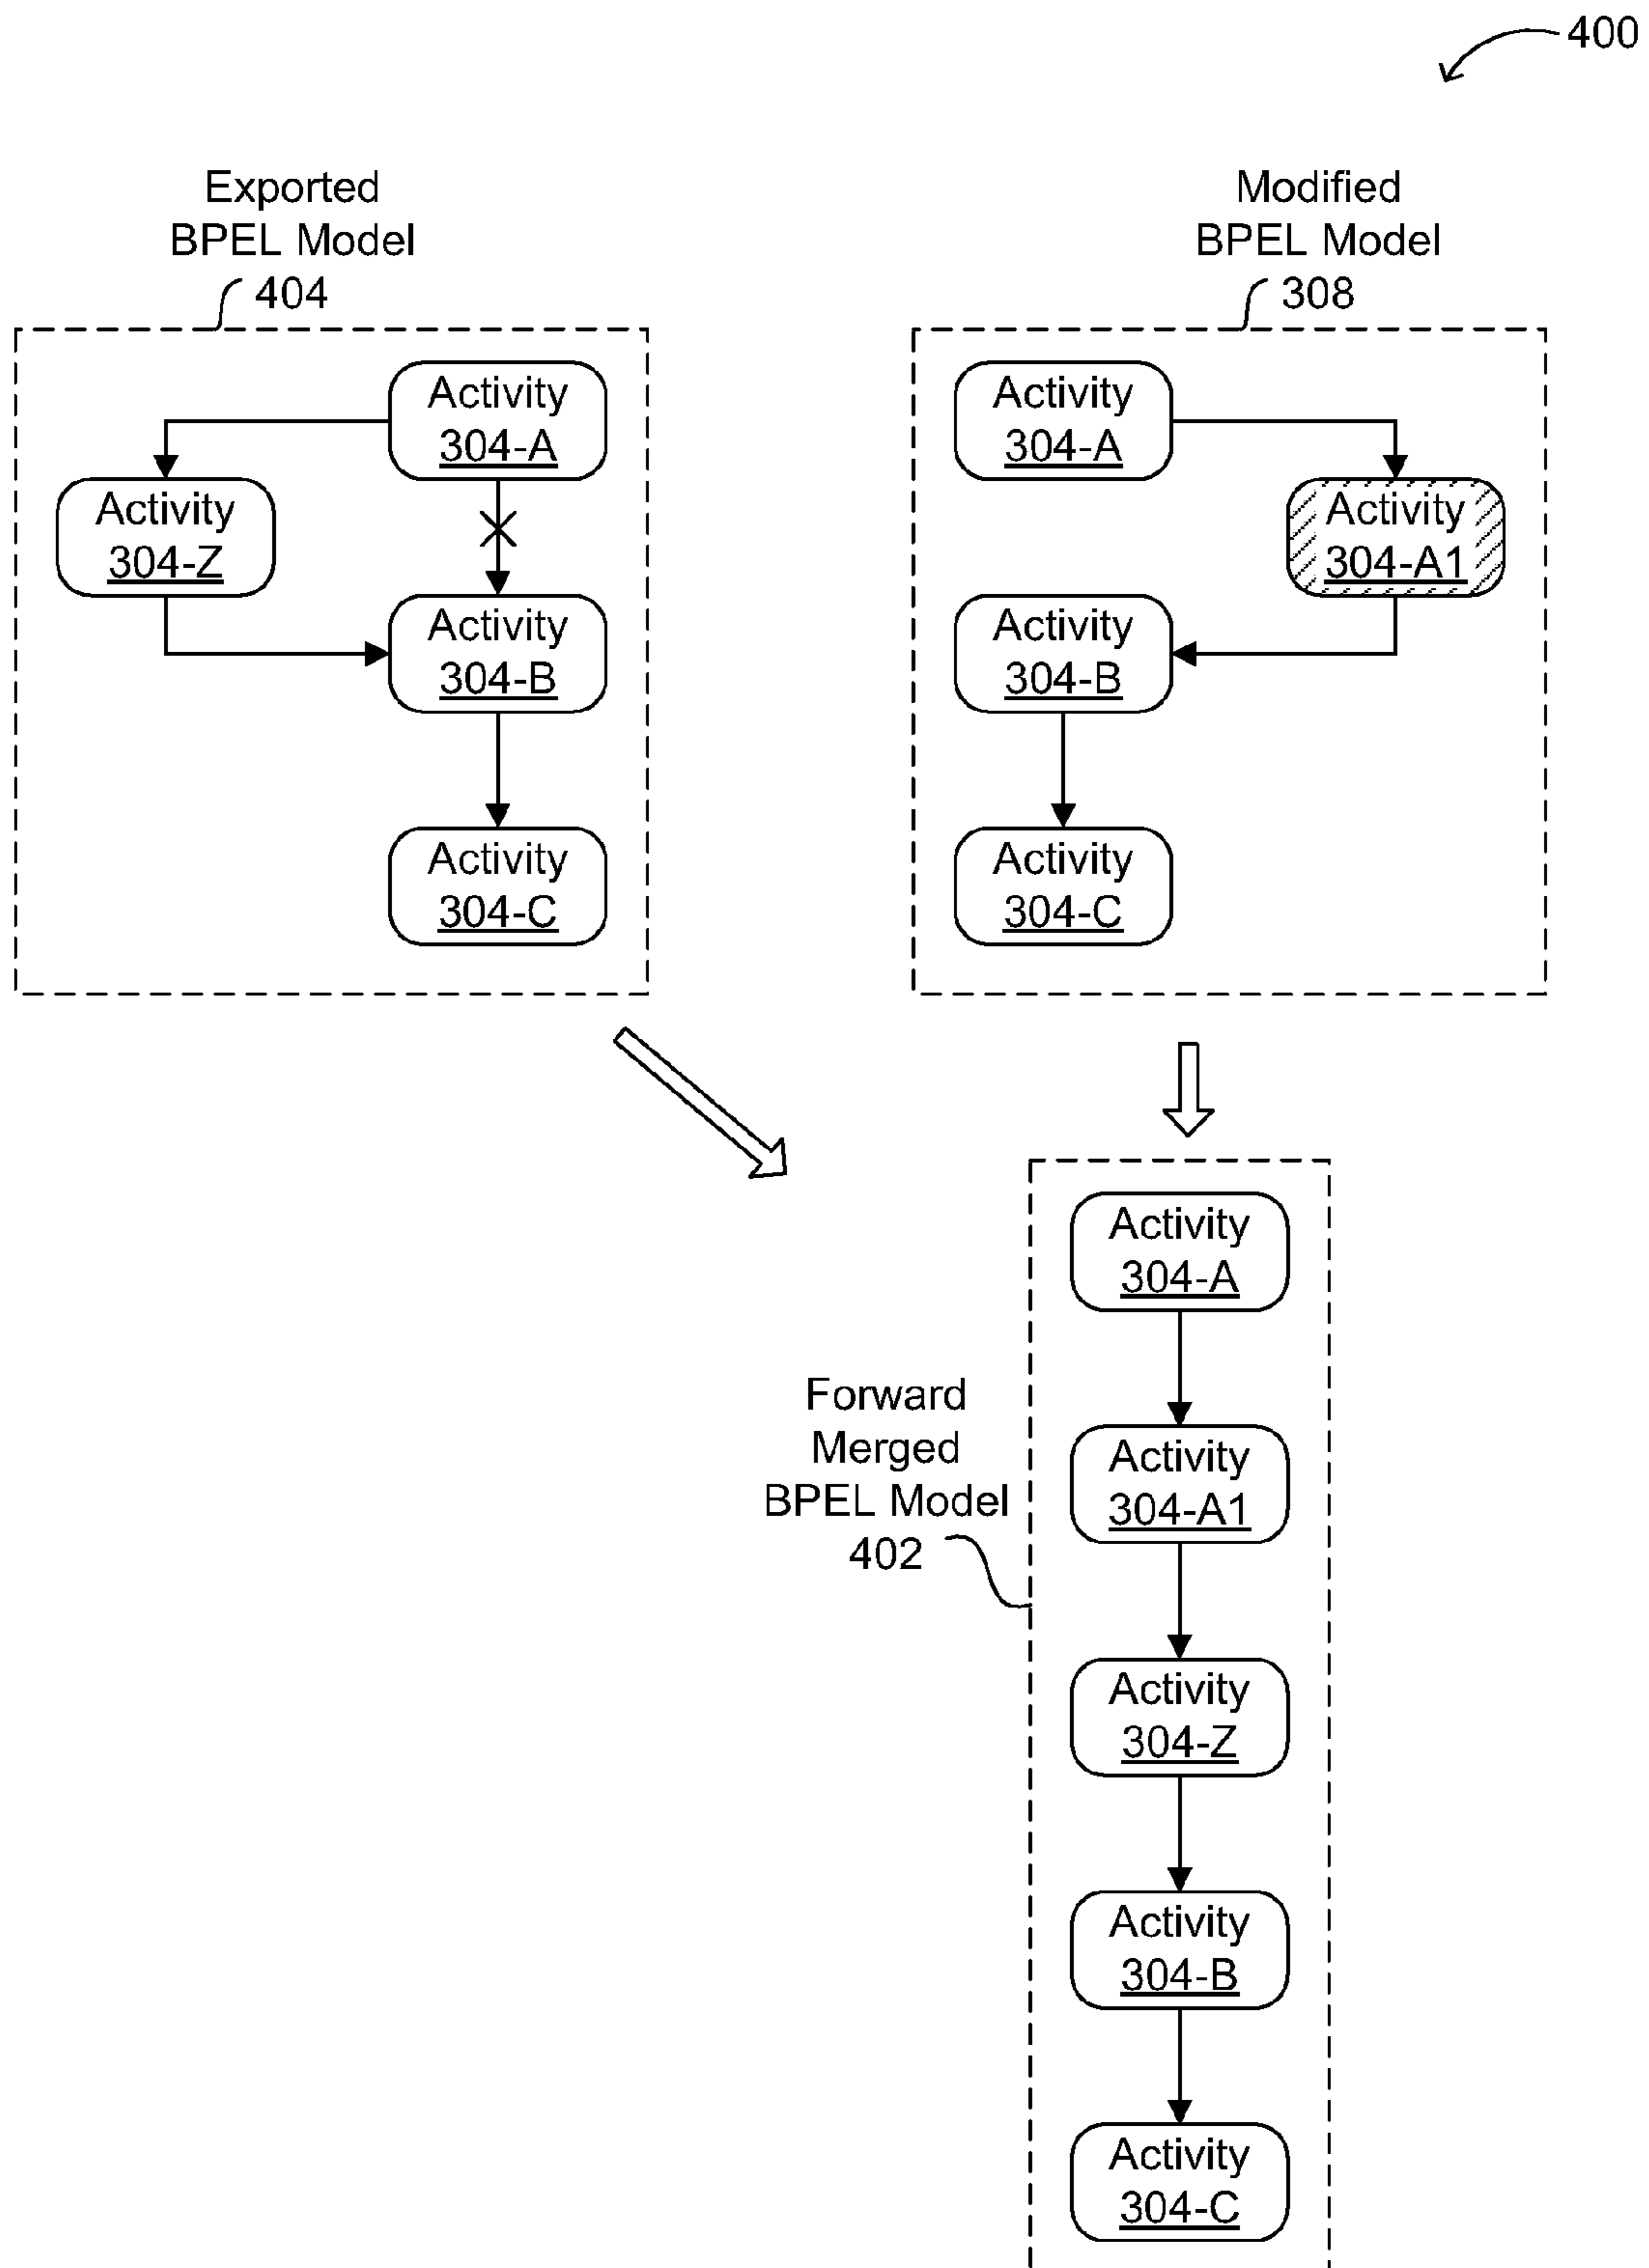 400
Exported
BPEL Model
404
Activity
304-A
Activity
304-Z
Activity
304-B
Activity
304-C
Modified
BPEL Model
308
Activity
304-A
Activity
304-A1
Activity
304-B
Activity
304-C
Forward
Merged
BPEL Model
402
Activity
304-A
Activity
304-A1
Activity
304-Z
Activity
304-B
Activity
304-C